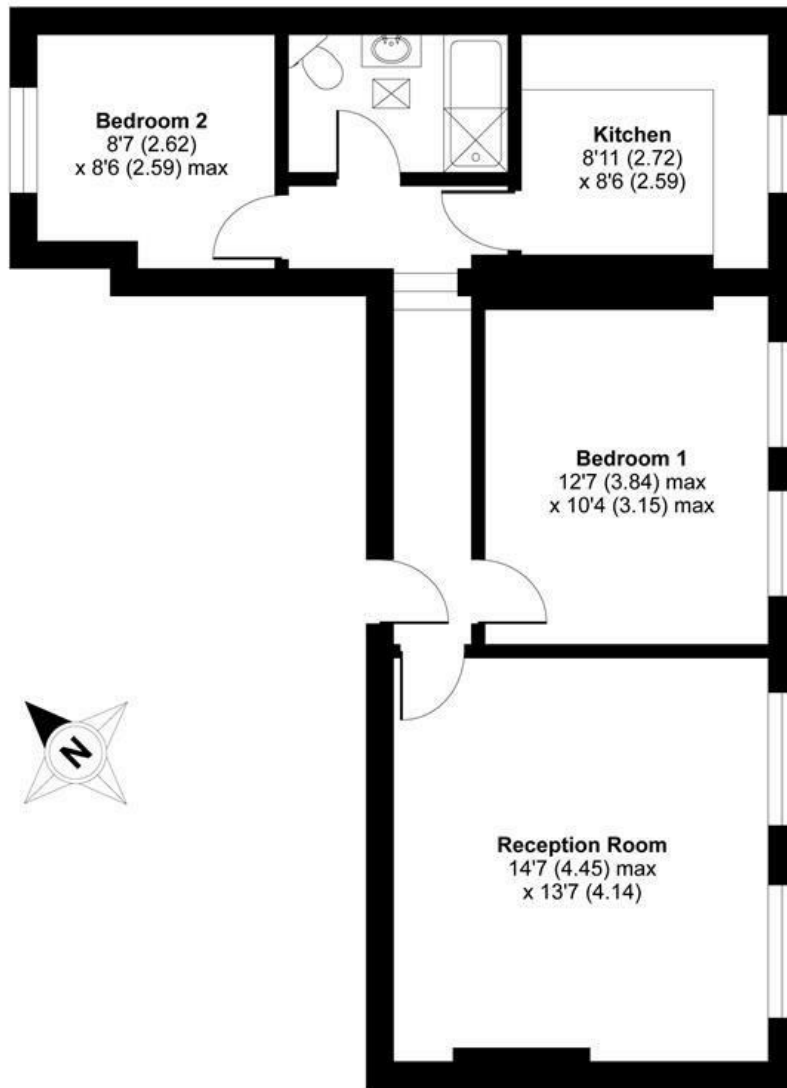 Bedroom 2
8'7 (2.62)
x 8'6 (2.59) max
Kitchen
8'11 (2.72)
x 8'6 (2.59)
Bedroom 1
12'7 (3.84) max
x 10'4 (3.15) max
N
Reception Room
14'7 (4.45) max
x 13'7 (4.14)